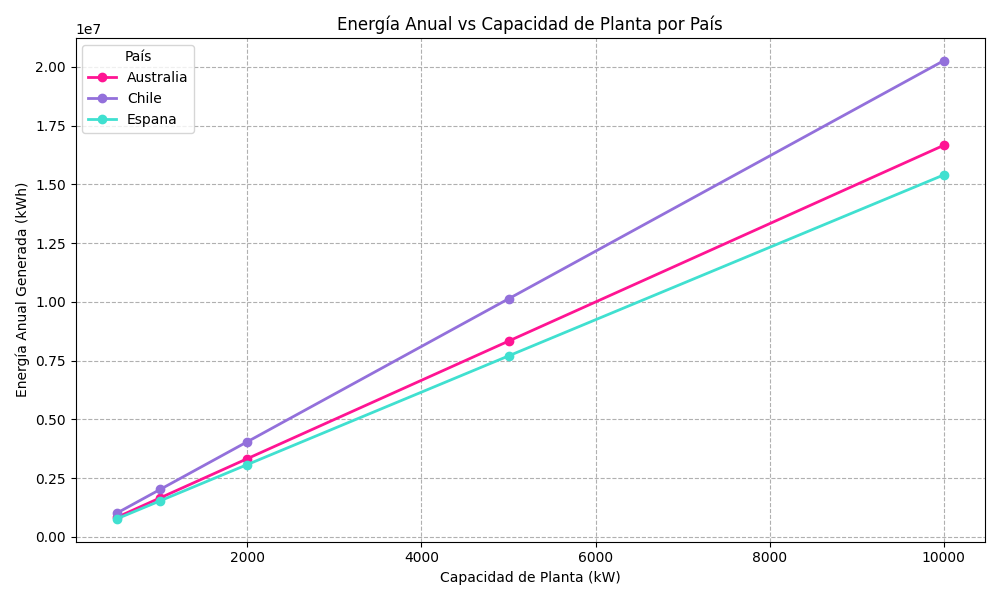 Energía Anual vs Capacidad de Planta por País
1e7
País
Australia
Chile
Espana
2.00
1.75
1.50
1.25
1.00
0.75
0.50
0.25
0.00
Energía Anual Generada (kWh)
2000 4000 6000 8000 10000
Capacidad de Planta (kW)